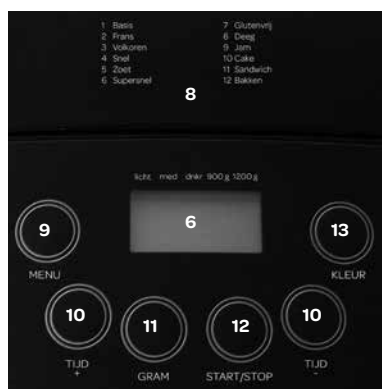 1 Basis
2 Frans
3 Volkoren
4 Snel
5 Zoet
6 Supersnel
7 Glutenvrij
8 Deeg
9 Jam
10 Cake
11 Sandwich
12 Bakken
8
licht med dnkr 900 g 1200 g
6
9
13
MENU
KLEUR
10
11
12
10
TIJD
+
GRAM
START/STOP
TIJD
-